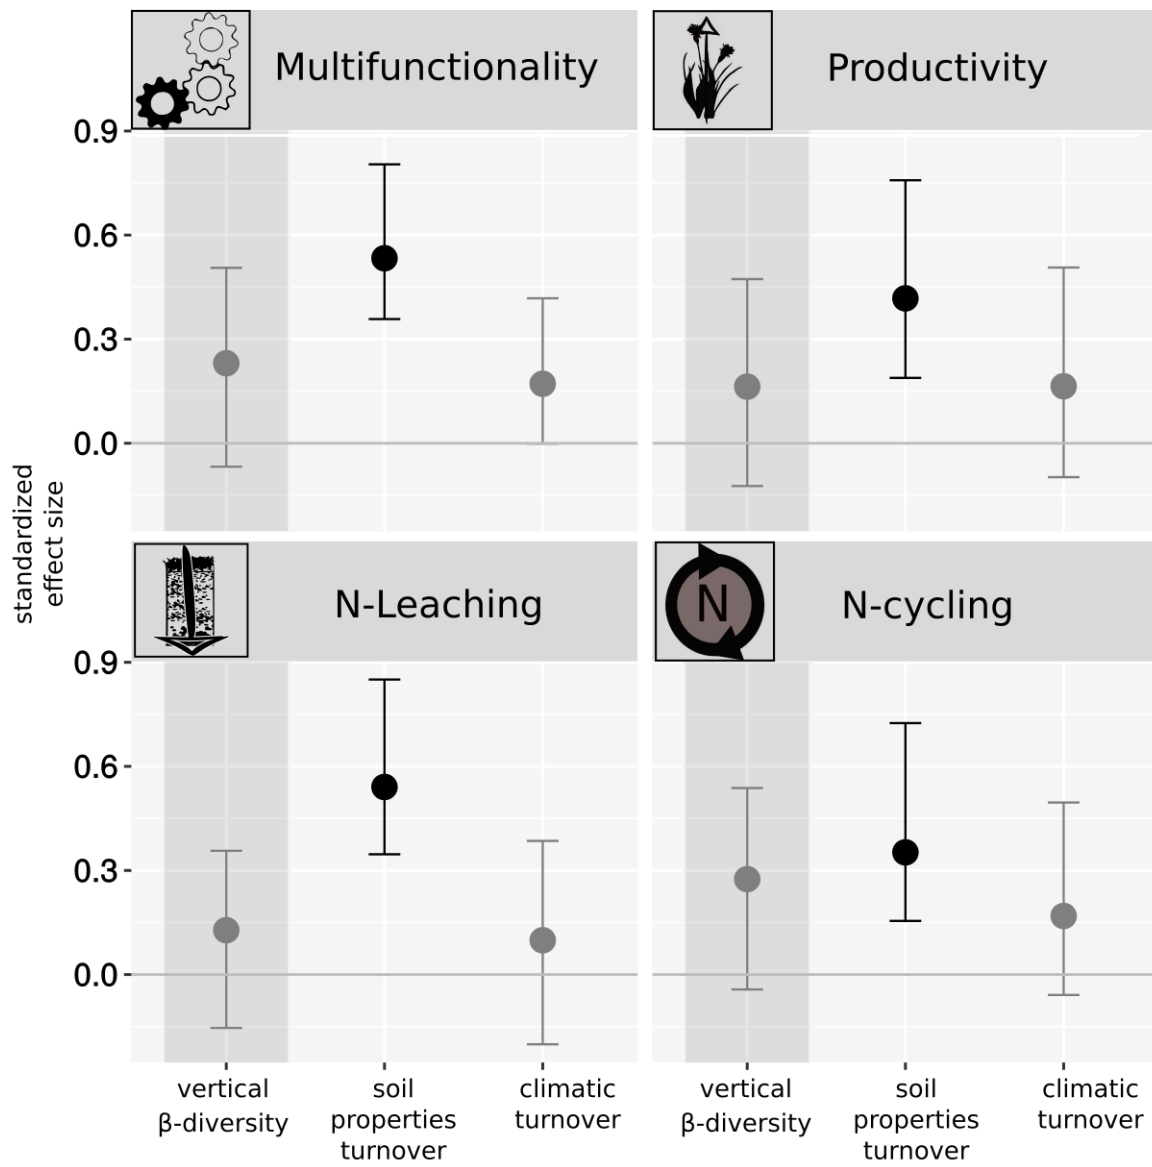 Multifunctionality
Productivity
0.9
0.6
0.3
0.0
standardized
effect size
N-Leaching
N
N-cycling
0.9
0.6
0.3
0.0
vertical
β-diversity
soil
properties
turnover
climatic
turnover
vertical
β-diversity
soil
properties
turnover
climatic
turnover